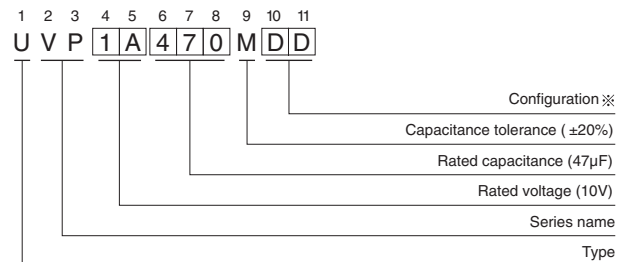 1 2 3 4 5 6 7 8 9 10 11
U V P 1 A 4 7 0 M D D
Configuration ※
Capacitance tolerance ( ±20%)
Rated capacitance (47µF)
Rated voltage (10V)
Series name
Type